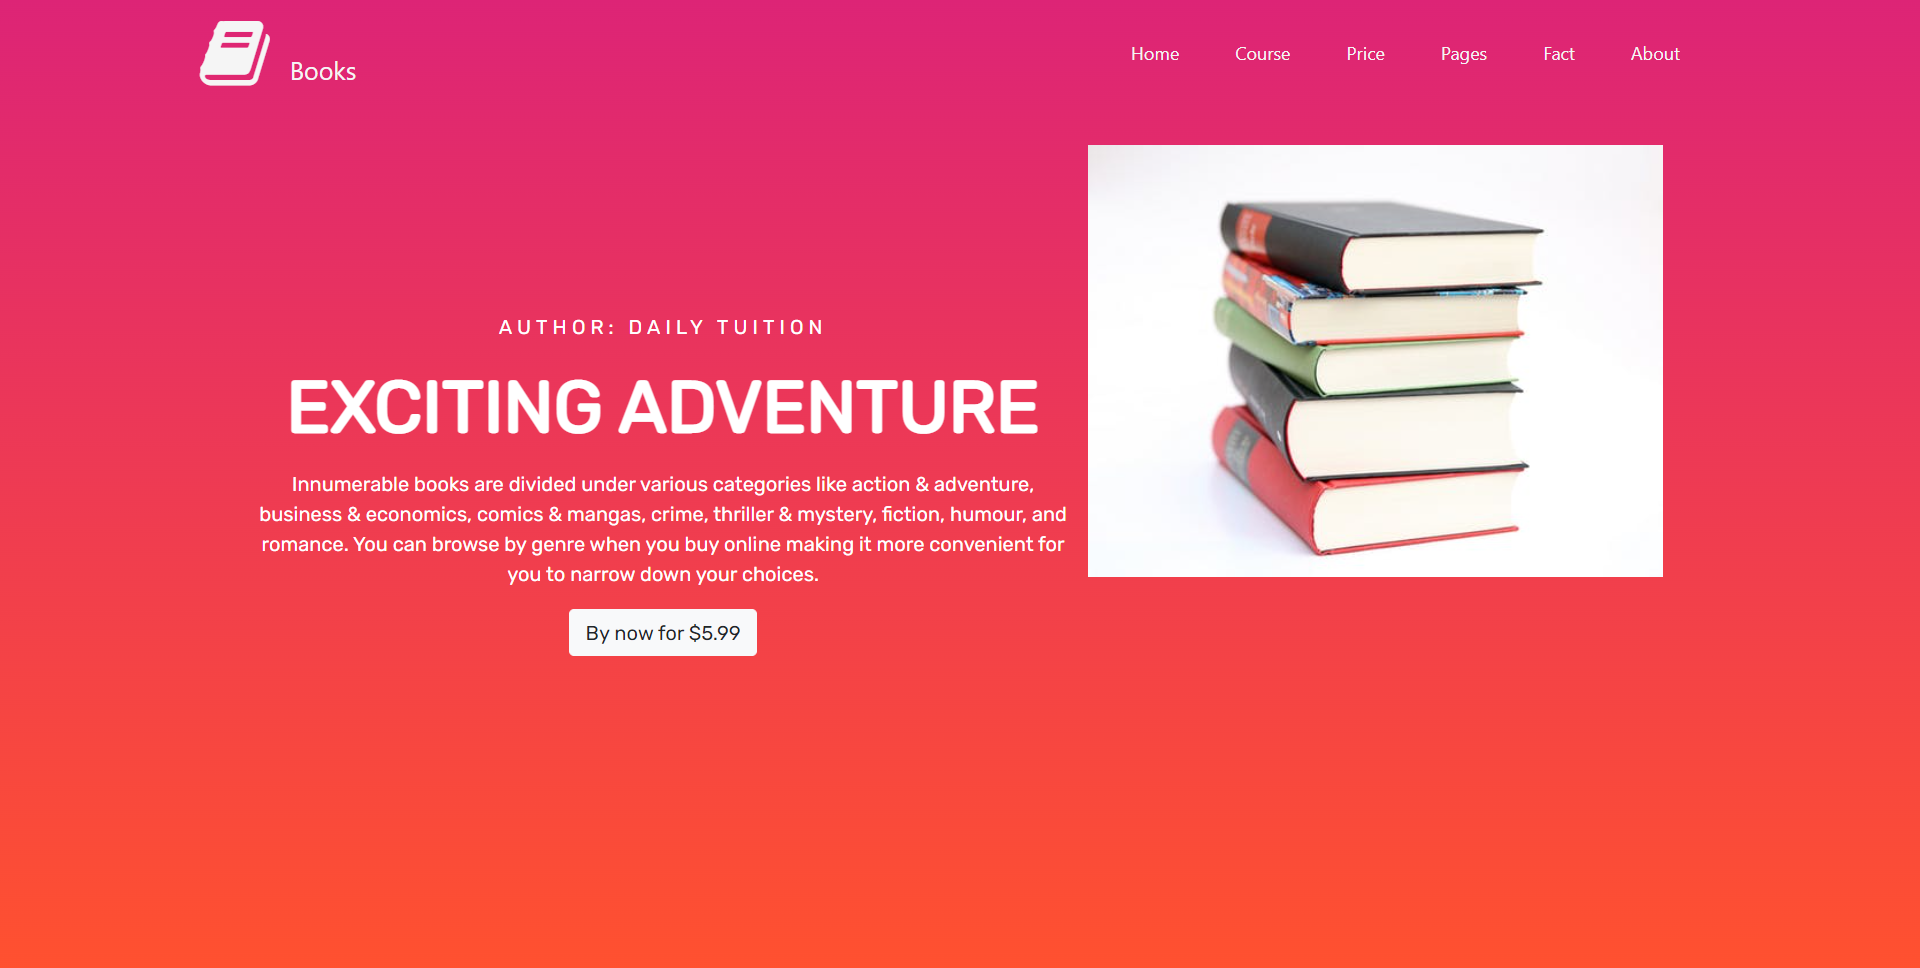 Books
Home Course Price Pages Fact About
AUTHOR: DAILY TUITION
EXCITING ADVENTURE
Innumerable books are divided under various categories like action & adventure,
business & economics, comics & mangas, crime, thriller & mystery, fiction, humour, and
romance. You can browse by genre when you buy online making it more convenient for
you to narrow down your choices.
By now for $5.99